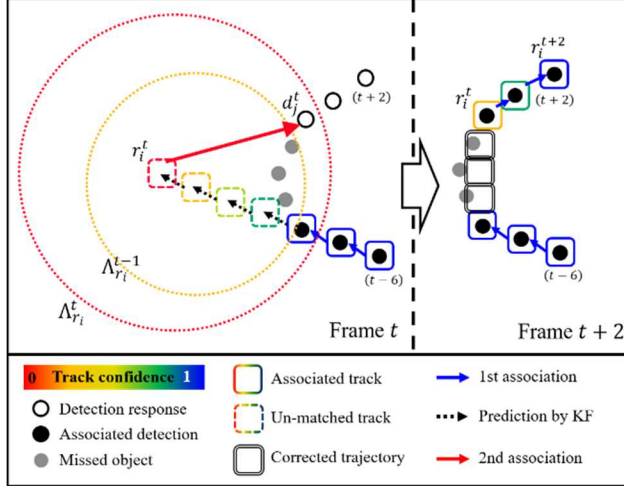 r_i^{t+2}
d_j^t
(t+2)
r_i^t
(t+2)
r_i^t
Λ_{r_i}^{t-1}
(t−6)
(t−6)
Λ_{r_i}^t
Frame t
Frame t + 2
0 Track confidence 1
Associated track
1st association
Detection response
Un-matched track
Prediction by KF
Associated detection
Missed object
Corrected trajectory
2nd association